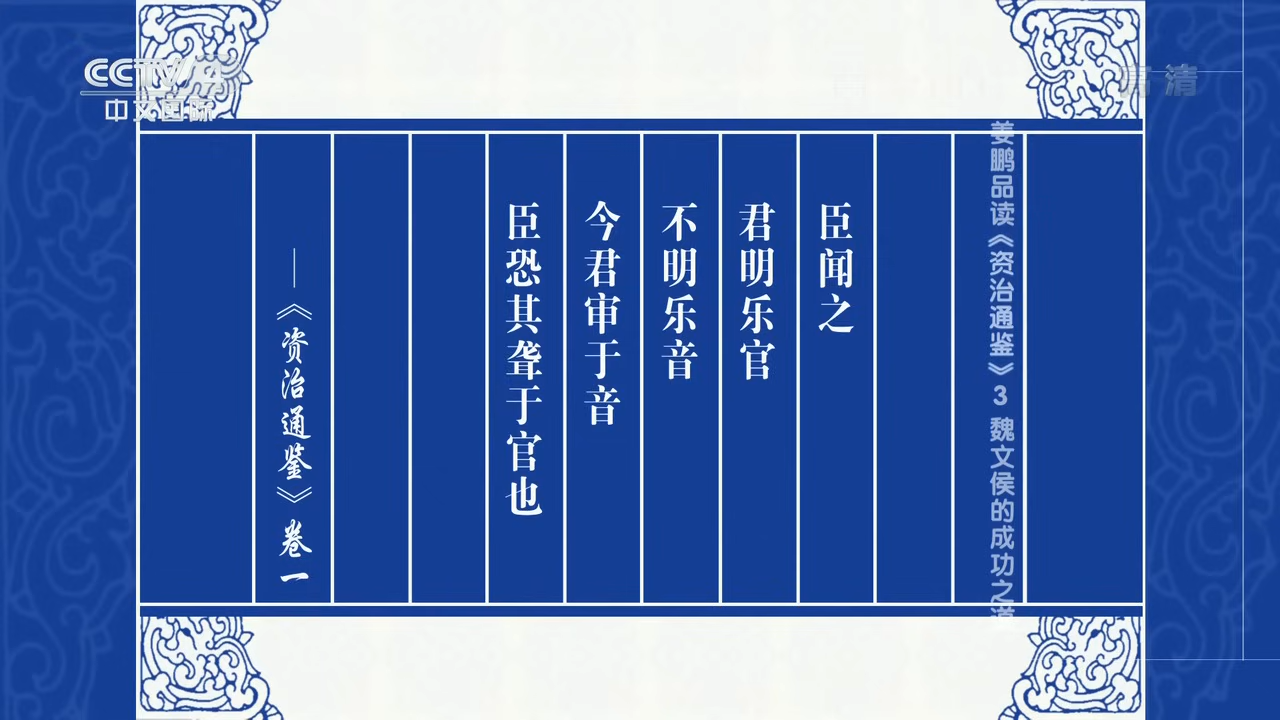 CCTV 4
中文国际
高清
姜鹏品读《资治通鉴》3 魏文侯的成功之道
臣闻之
君明乐官
不明乐音
今君审于音
臣恐其聋于官也
—《资治通鉴》卷一